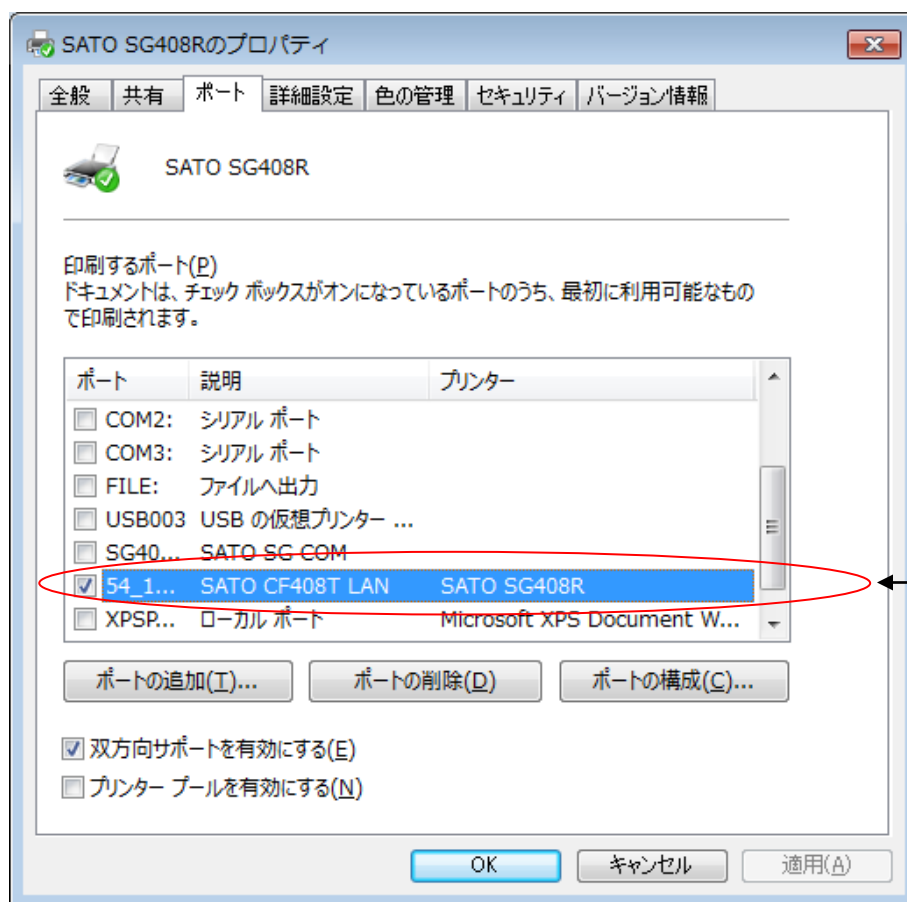 SATO SG408Rのプロパティ
全般 共有 ポート 詳細設定 色の管理 セキュリティ バージョン情報
SATO SG408R
印刷するポート(P)
ドキュメントは、チェック ボックスがオンになっているポートのうち、最初に利用可能なもの
で印刷されます。
ポート 説明 プリンター
COM2: シリアル ポート
COM3: シリアル ポート
FILE: ファイルへ出力
USB003 USB の仮想プリンター ...
SG40... SATO SG COM
54_1... SATO CF408T LAN SATO SG408R
XPSP... ローカル ポート Microsoft XPS Document W...
ポートの追加(T)... ポートの削除(D) ポートの構成(C)...
双方向サポートを有効にする(E)
プリンター プールを有効にする(N)
OK キャンセル 適用(A)